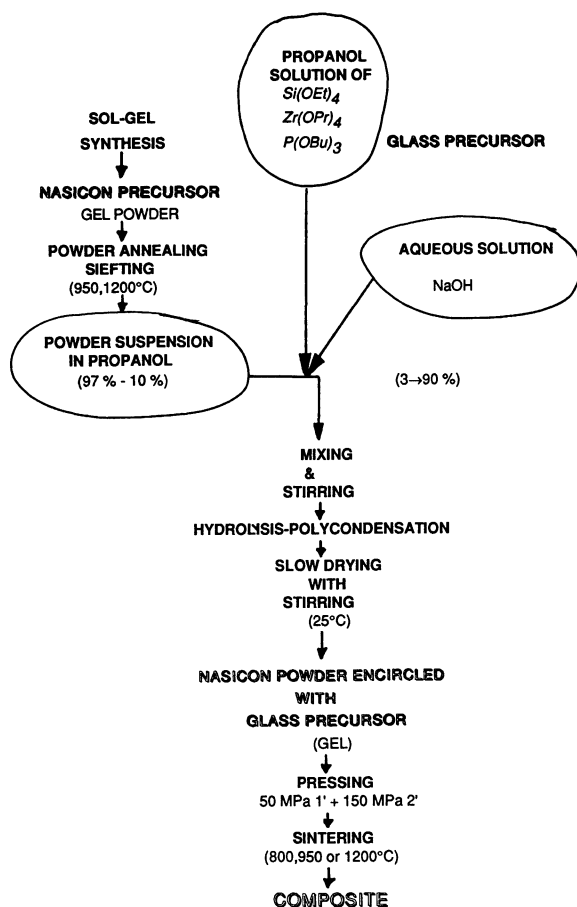 PROPANOL
SOLUTION OF
Si(OEt)4
Zr(OPr)4
P(OBu)3
GLASS PRECURSOR
SOL-GEL
SYNTHESIS
NASICON PRECURSOR
GEL POWDER
POWDER ANNEALING
SIEFTING
(950,1200°C)
POWDER SUSPENSION
IN PROPANOL
(97 % - 10 %)
AQUEOUS SOLUTION
NaOH
(3→90 %)
MIXING
&
STIRRING
HYDROLISIS-POLYCONDENSATION
SLOW DRYING
WITH
STIRRING
(25°C)
NASICON POWDER ENCIRCLED
WITH
GLASS PRECURSOR
(GEL)
PRESSING
50 MPa 1' + 150 MPa 2'
SINTERING
(800,950 or 1200°C)
COMPOSITE